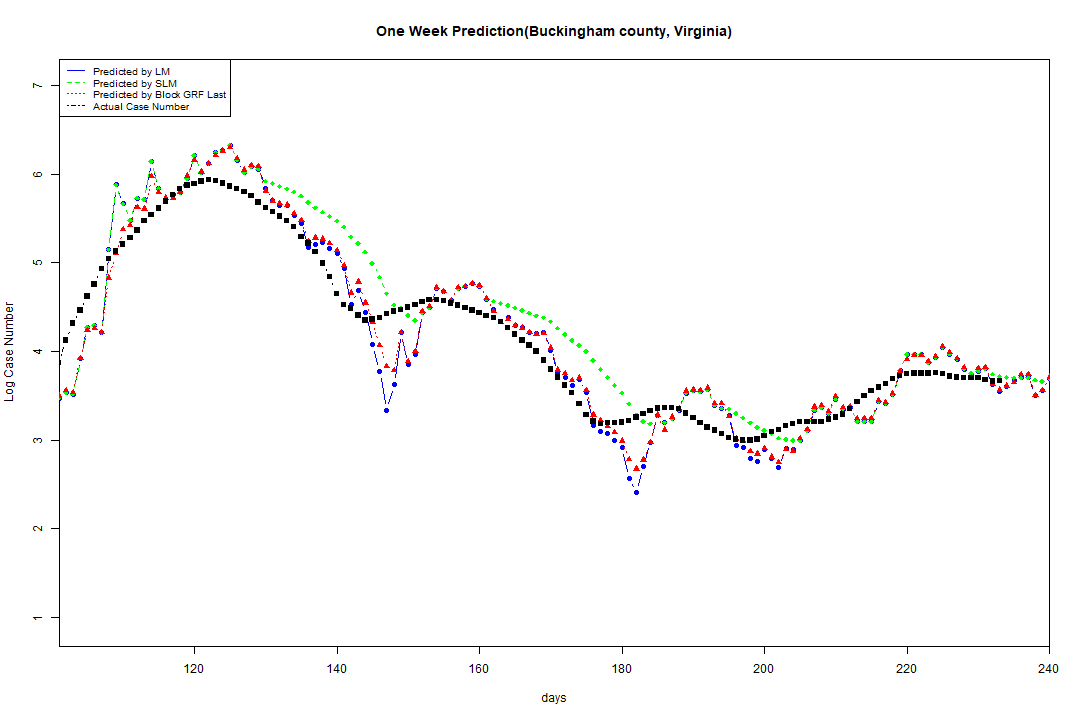 One Week Prediction(Buckingham county, Virginia)
Predicted by LM
Predicted by SLM
Predicted by Block GRF Last
Actual Case Number
7
6
5
4
3
2
1
Log Case Number
120
140
160
180
200
220
240
days